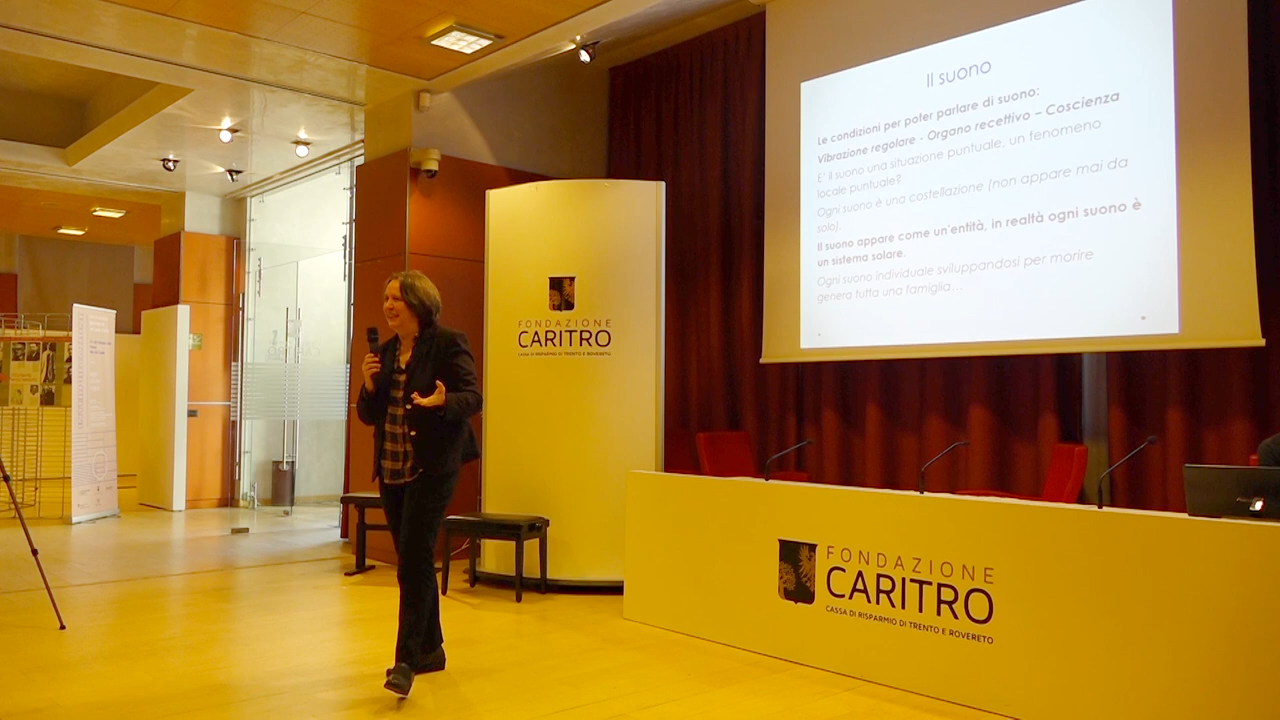 Il suono
Le condizioni per poter parlare di suono:
Vibrazione regolare - Organo recettivo – Coscienza
E' il suono una situazione puntuale, un fenomeno
locale puntuale?
Ogni suono è una costellazione (non appare mai da
solo).
Il suono appare come un'entità, in realtà ogni suono è
un sistema solare.
Ogni suono individuale sviluppandosi per morire
genera tutta una famiglia…
FONDAZIONE
CARITRO
CASSA DI RISPARMIO DI TRENTO E ROVERETO
FONDAZIONE
CARITRO
CASSA DI RISPARMIO DI TRENTO E ROVERETO